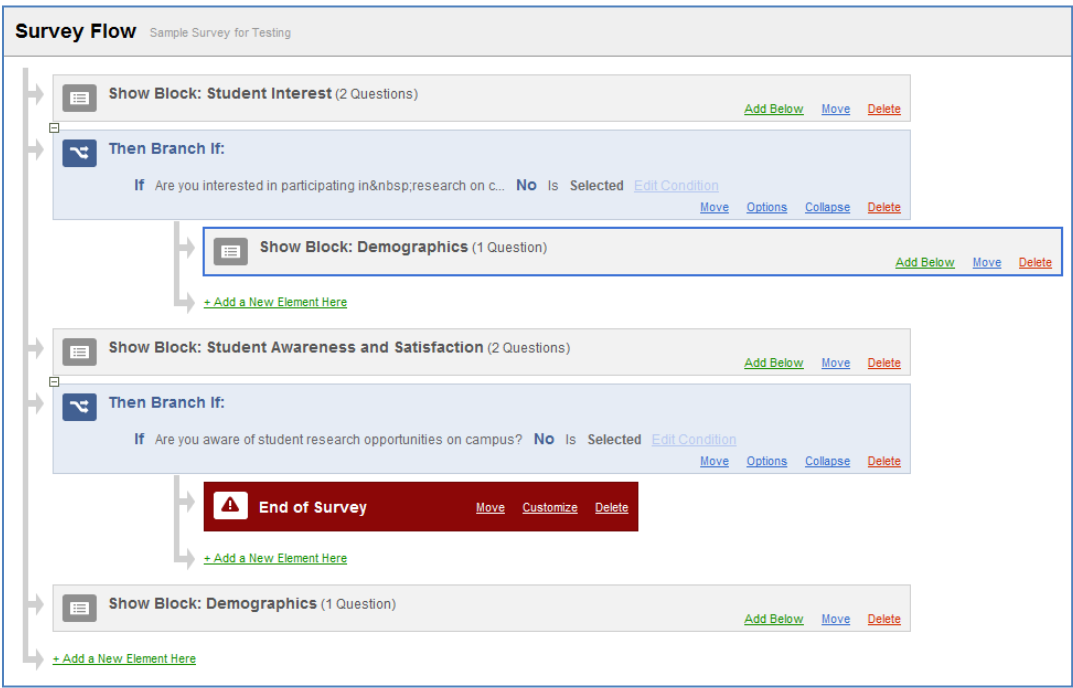 Survey Flow Sample Survey for Testing
Show Block: Student Interest (2 Questions)
Add Below Move Delete
Then Branch If:
If Are you interested in participating in&nbsp;research on c... No Is Selected Edit Condition
Move Options Collapse Delete
Show Block: Demographics (1 Question)
Add Below Move Delete
+ Add a New Element Here
Show Block: Student Awareness and Satisfaction (2 Questions)
Add Below Move Delete
Then Branch If:
If Are you aware of student research opportunities on campus? No Is Selected Edit Condition
Move Options Collapse Delete
End of Survey Move Customize Delete
+ Add a New Element Here
Show Block: Demographics (1 Question)
Add Below Move Delete
+ Add a New Element Here